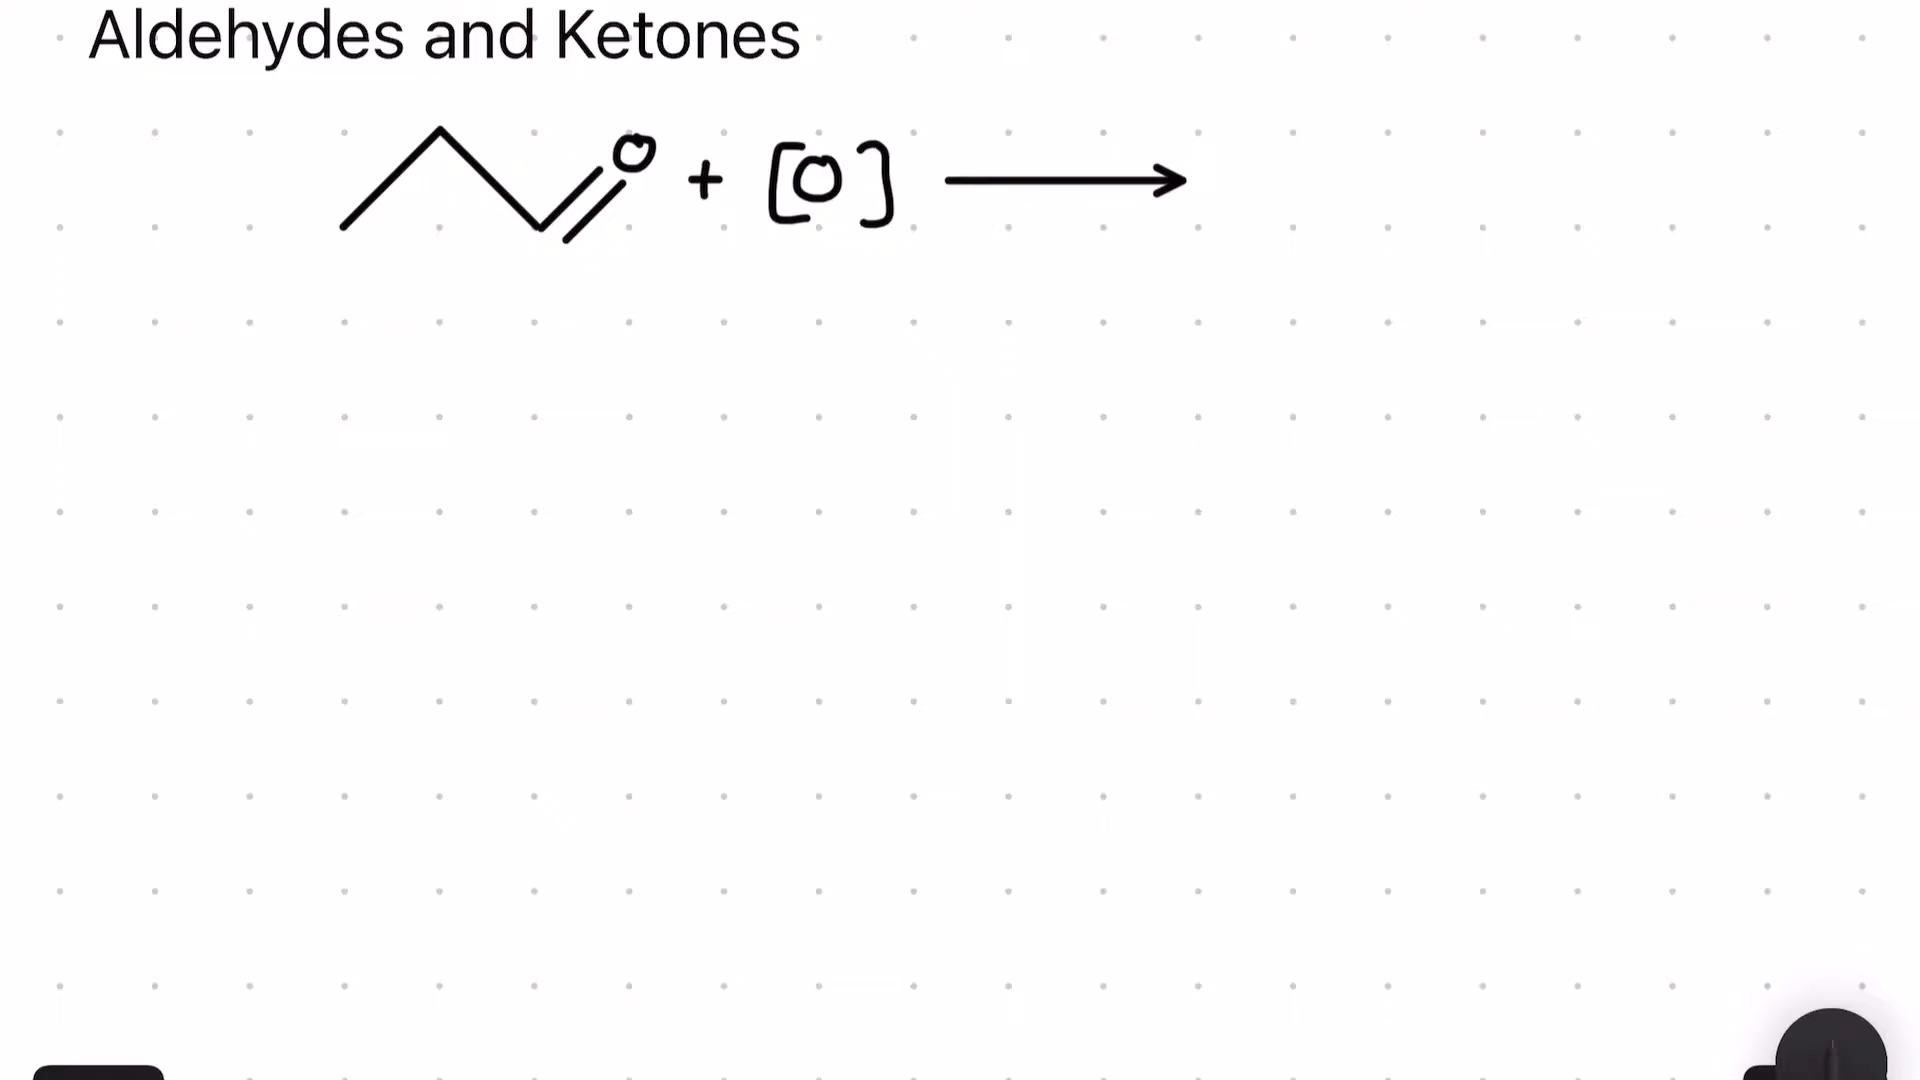 Aldehydes and Ketones
O + [O] ⟶